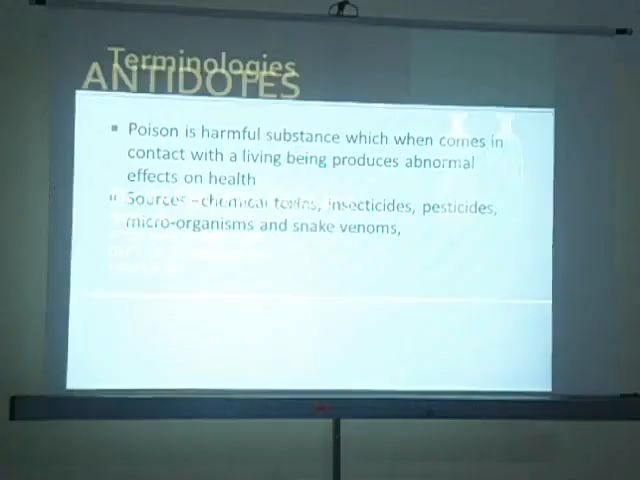 Terminologies
ANTIDOTES
▪ Poison is harmful substance which when comes in
contact with a living being produces abnormal
effects on health
▪ Sources –chemical toxins, insecticides, pesticides,
micro-organisms and snake venoms,